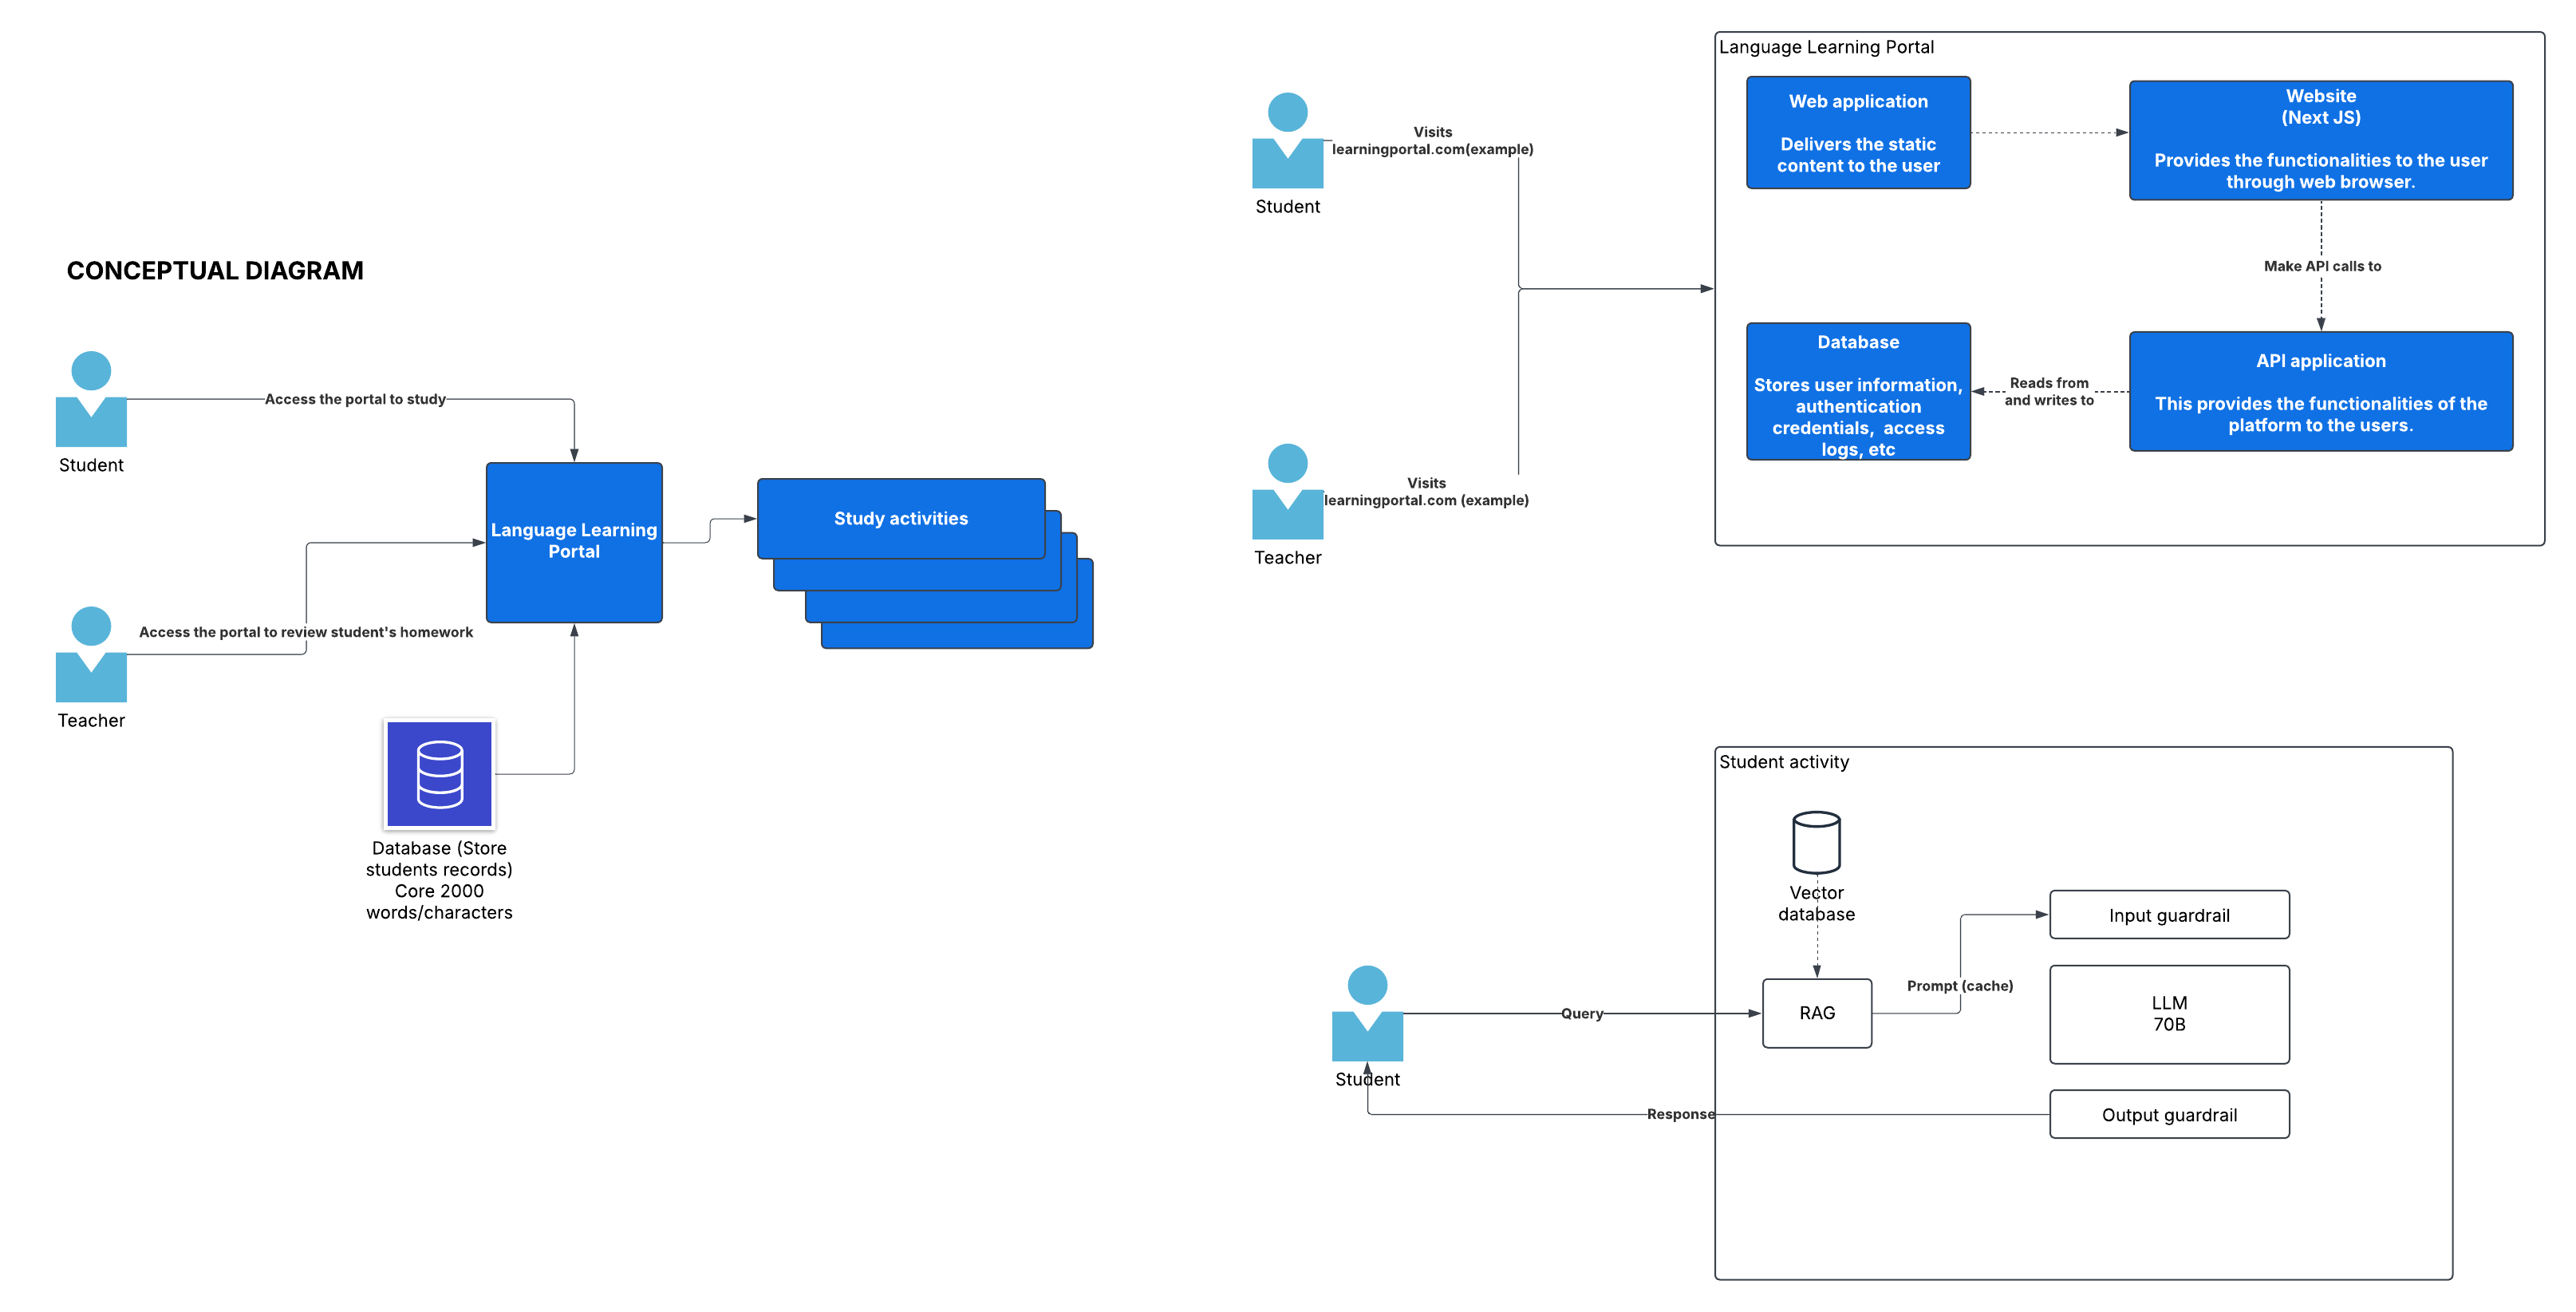 CONCEPTUAL DIAGRAM
Student
Access the portal to study
Teacher
Access the portal to review student's homework
Language Learning
Portal
Study activities
Database (Store
students records)
Core 2000
words/characters
Student
Visits
learningportal.com(example)
Teacher
Visits
learningportal.com (example)
Language Learning Portal
Web application
Delivers the static
content to the user
Website
(Next JS)
Provides the functionalities to the user
through web browser.
Make API calls to
Database
Stores user information,
authentication
credentials, access
logs, etc
Reads from
and writes to
API application
This provides the functionalities of the
platform to the users.
Student activity
Vector
database
Input guardrail
Prompt (cache)
Query
RAG
LLM
70B
Student
Response
Output guardrail